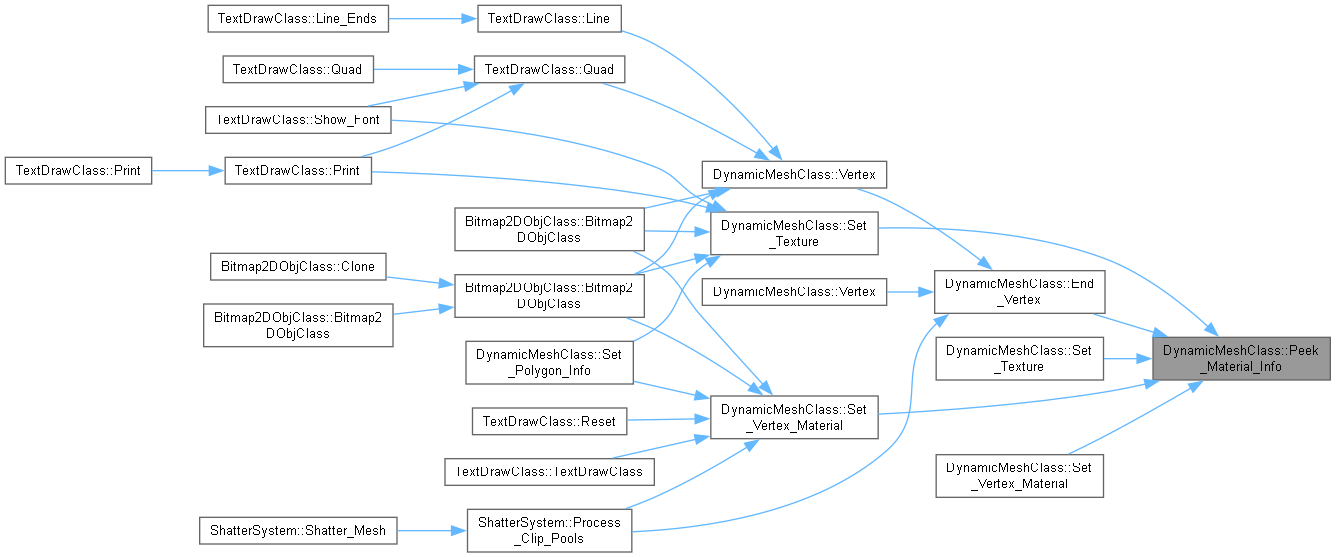 TextDrawClass::Line_Ends
TextDrawClass::Line
TextDrawClass::Quad
TextDrawClass::Quad
TextDrawClass::Show_Font
TextDrawClass::Print
TextDrawClass::Print
DynamicMeshClass::Vertex
Bitmap2DObjClass::Bitmap2
DObjClass
DynamicMeshClass::Set
_Texture
Bitmap2DObjClass::Clone
Bitmap2DObjClass::Bitmap2
DObjClass
DynamicMeshClass::Vertex
DynamicMeshClass::End
_Vertex
Bitmap2DObjClass::Bitmap2
DObjClass
DynamicMeshClass::Set
_Polygon_Info
DynamicMeshClass::Set
_Texture
DynamicMeshClass::Peek
_Material_Info
TextDrawClass::Reset
DynamicMeshClass::Set
_Vertex_Material
TextDrawClass::TextDrawClass
DynamicMeshClass::Set
_Vertex_Material
ShatterSystem::Shatter_Mesh
ShatterSystem::Process
_Clip_Pools